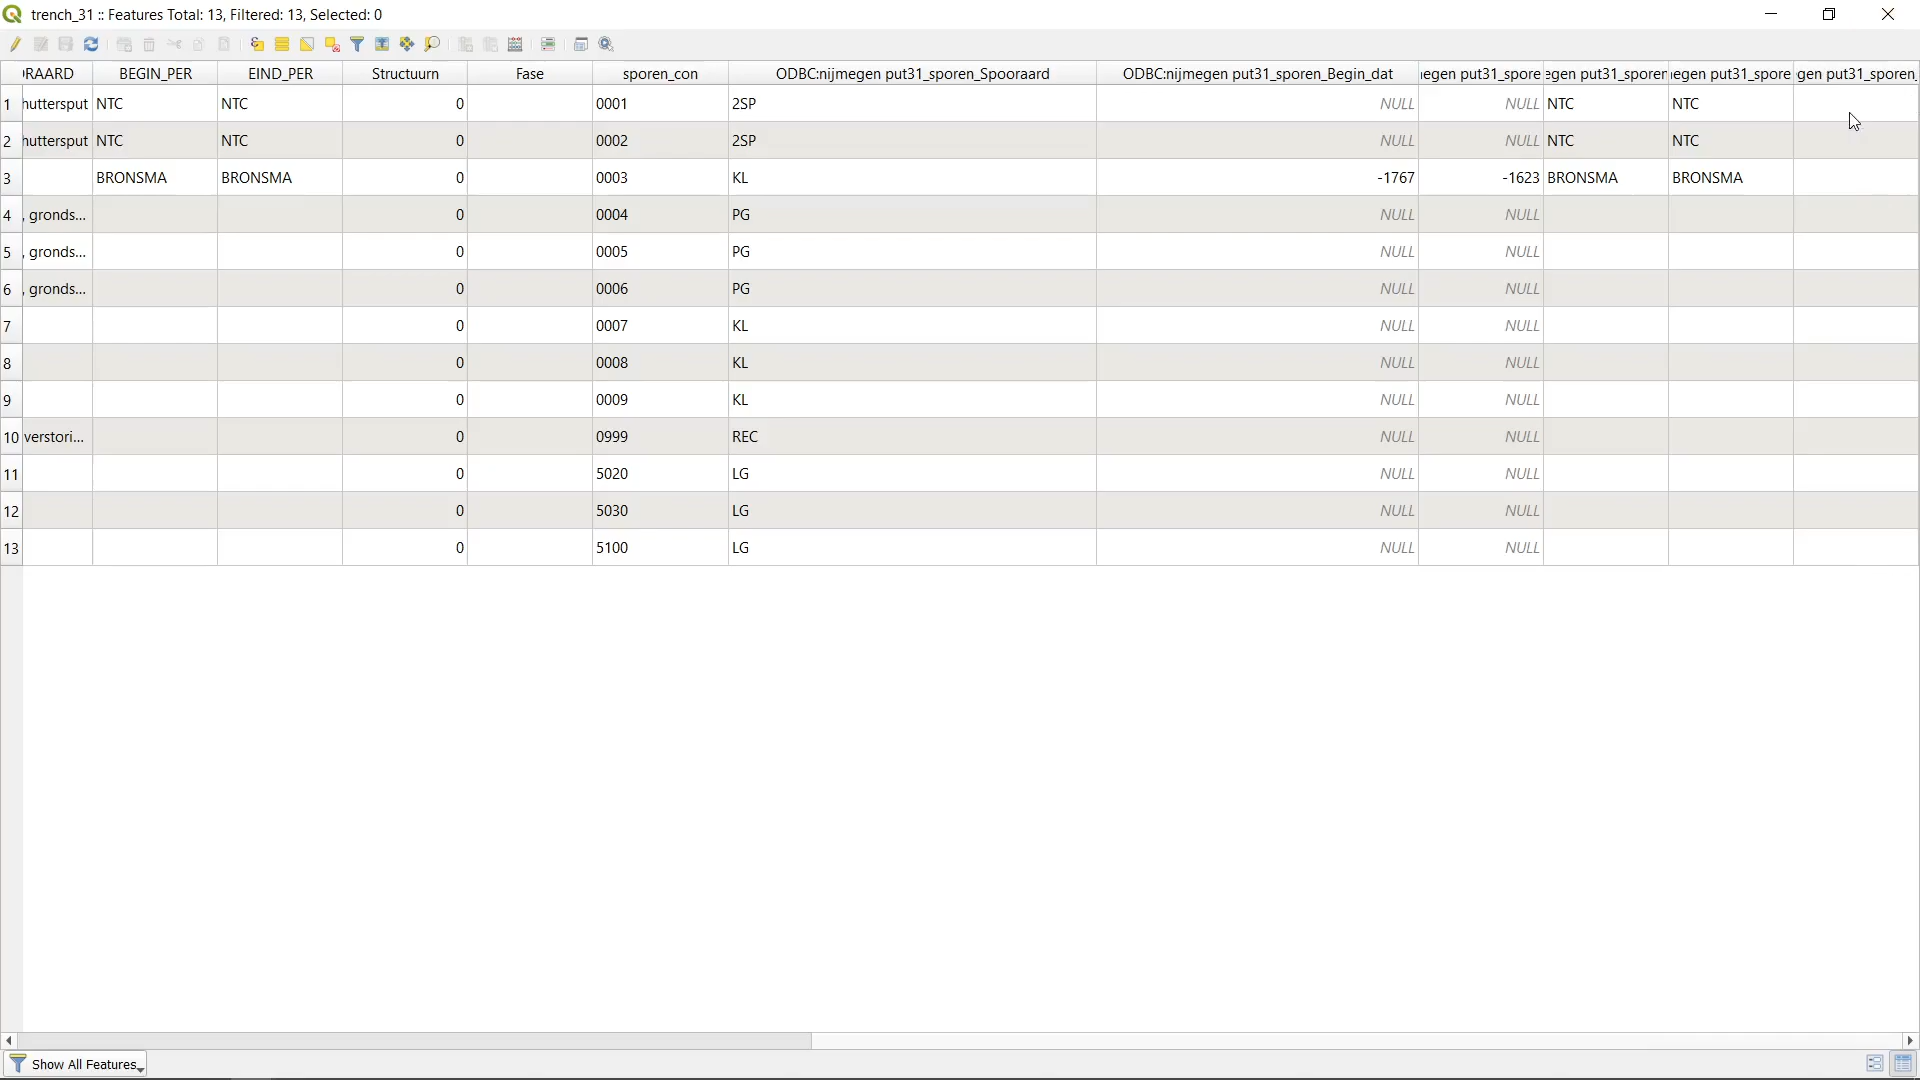 trench_31 :: Features Total: 13, Filtered: 13, Selected: 0
RAARD BEGIN_PER EIND_PER Structuurn Fase sporen_con ODBC:nijmegen put31_sporen_Spooraard ODBC:nijmegen put31_sporen_Begin_dat egen put31_spore egen put31_sporen egen put31_spore gen put31_sporen_
1 huttersput NTC NTC 0 0001 2SP NULL NULL NTC NTC
2 huttersput NTC NTC 0 0002 2SP NULL NULL NTC NTC
3 BRONSMA BRONSMA 0 0003 KL -1767 -1623 BRONSMA BRONSMA
4 , gronds... 0 0004 PG NULL NULL
5 , gronds... 0 0005 PG NULL NULL
6 , gronds... 0 0006 PG NULL NULL
7 0 0007 KL NULL NULL
8 0 0008 KL NULL NULL
9 0 0009 KL NULL NULL
10 verstori... 0 0999 REC NULL NULL
11 0 5020 LG NULL NULL
12 0 5030 LG NULL NULL
13 0 5100 LG NULL NULL
Show All Features